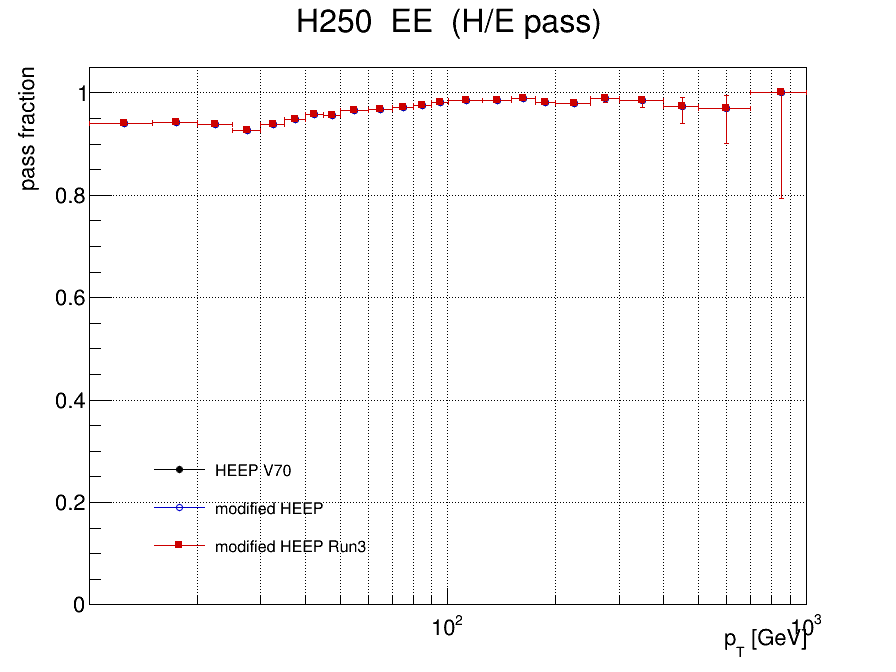 H250 EE (H/E pass)
pass fraction
1
0.8
0.6
0.4
0.2
0
HEEP V70
modified HEEP
modified HEEP Run3
10²
10³
p_T [GeV]